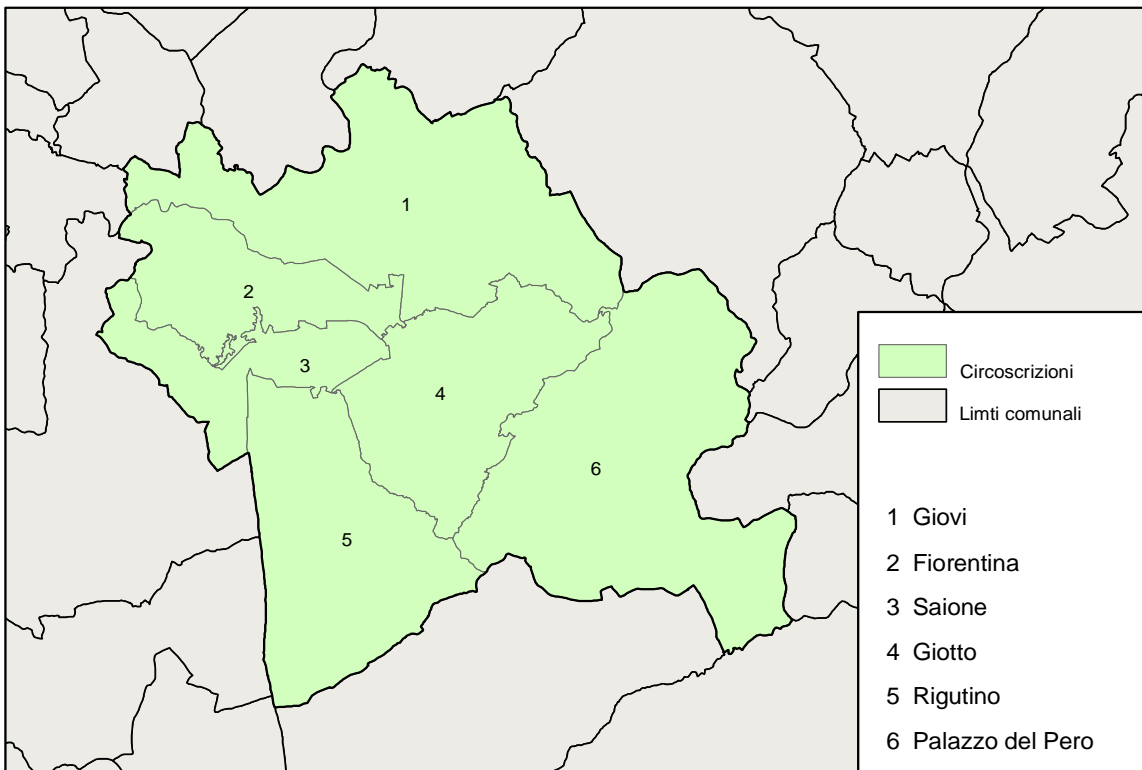 1
2
3
4
5
6
Circoscrizioni
Limti comunali
1 Giovi
2 Fiorentina
3 Saione
4 Giotto
5 Rigutino
6 Palazzo del Pero